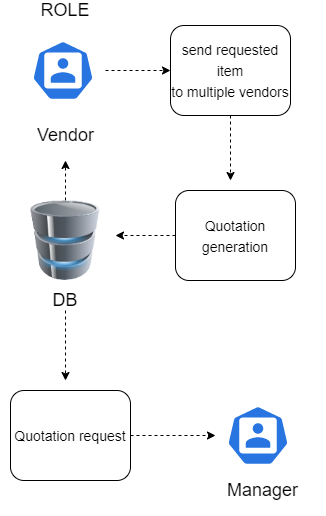 ROLE
send requested
item
to multiple vendors
Vendor
Quotation
generation
DB
Quotation request
Manager